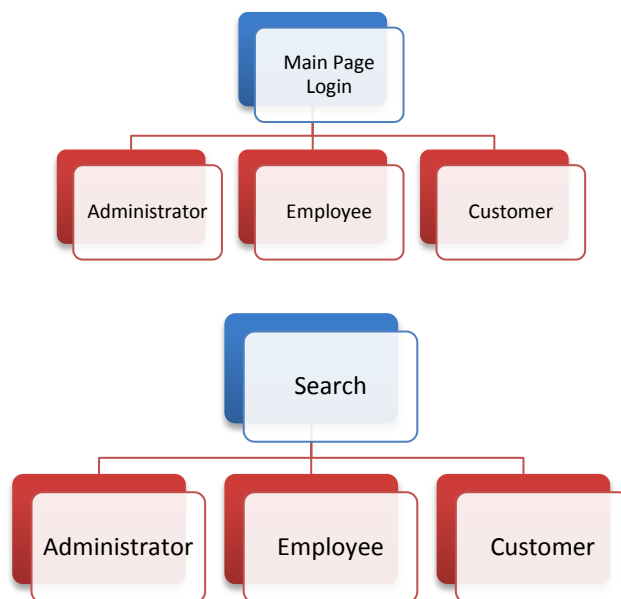 Main Page
Login
Administrator
Employee
Customer
Search
Administrator
Employee
Customer